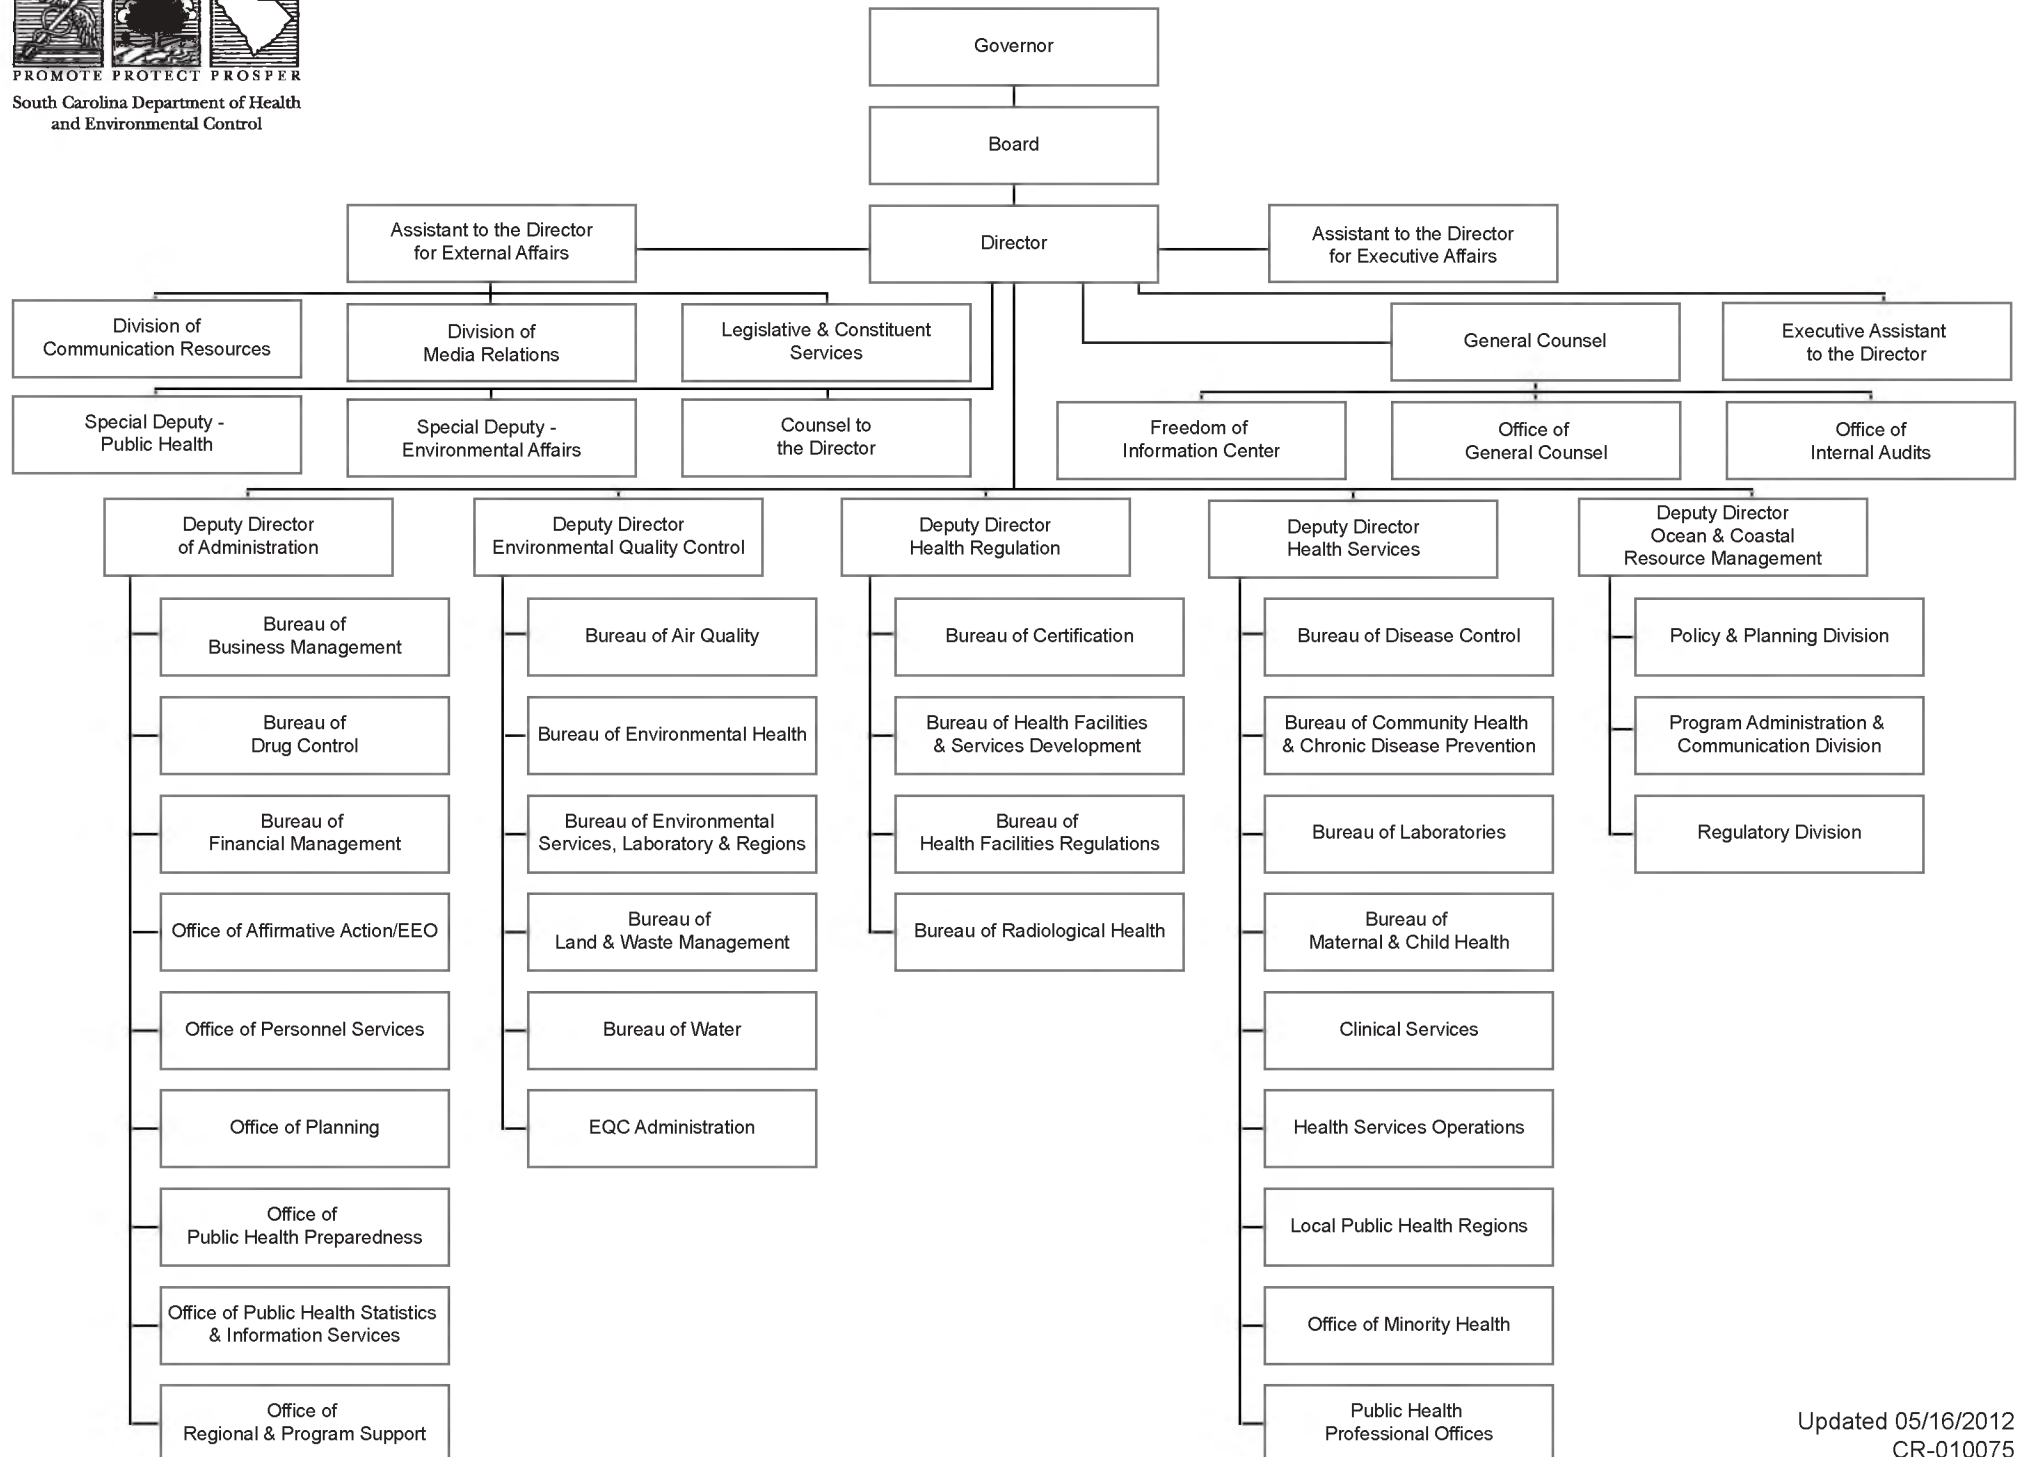 PROMOTE PROTECT PROSPER
South Carolina Department of Health
and Environmental Control
Governor
Board
Assistant to the Director
for External Affairs
Director
Assistant to the Director
for Executive Affairs
Division of
Communication Resources
Division of
Media Relations
Legislative & Constituent
Services
General Counsel
Executive Assistant
to the Director
Special Deputy -
Public Health
Special Deputy -
Environmental Affairs
Counsel to
the Director
Freedom of
Information Center
Office of
General Counsel
Office of
Internal Audits
Deputy Director
of Administration
Deputy Director
Environmental Quality Control
Deputy Director
Health Regulation
Deputy Director
Health Services
Deputy Director
Ocean & Coastal
Resource Management
Bureau of
Business Management
Bureau of
Drug Control
Bureau of
Financial Management
Office of Affirmative Action/EEO
Office of Personnel Services
Office of Planning
Office of
Public Health Preparedness
Office of Public Health Statistics
& Information Services
Office of
Regional & Program Support
Bureau of Air Quality
Bureau of Environmental Health
Bureau of Environmental
Services, Laboratory & Regions
Bureau of
Land & Waste Management
Bureau of Water
EQC Administration
Bureau of Certification
Bureau of Health Facilities
& Services Development
Bureau of
Health Facilities Regulations
Bureau of Radiological Health
Bureau of Disease Control
Bureau of Community Health
& Chronic Disease Prevention
Bureau of Laboratories
Bureau of
Maternal & Child Health
Clinical Services
Health Services Operations
Local Public Health Regions
Office of Minority Health
Public Health
Professional Offices
Policy & Planning Division
Program Administration &
Communication Division
Regulatory Division
Updated 05/16/2012
CR-010075